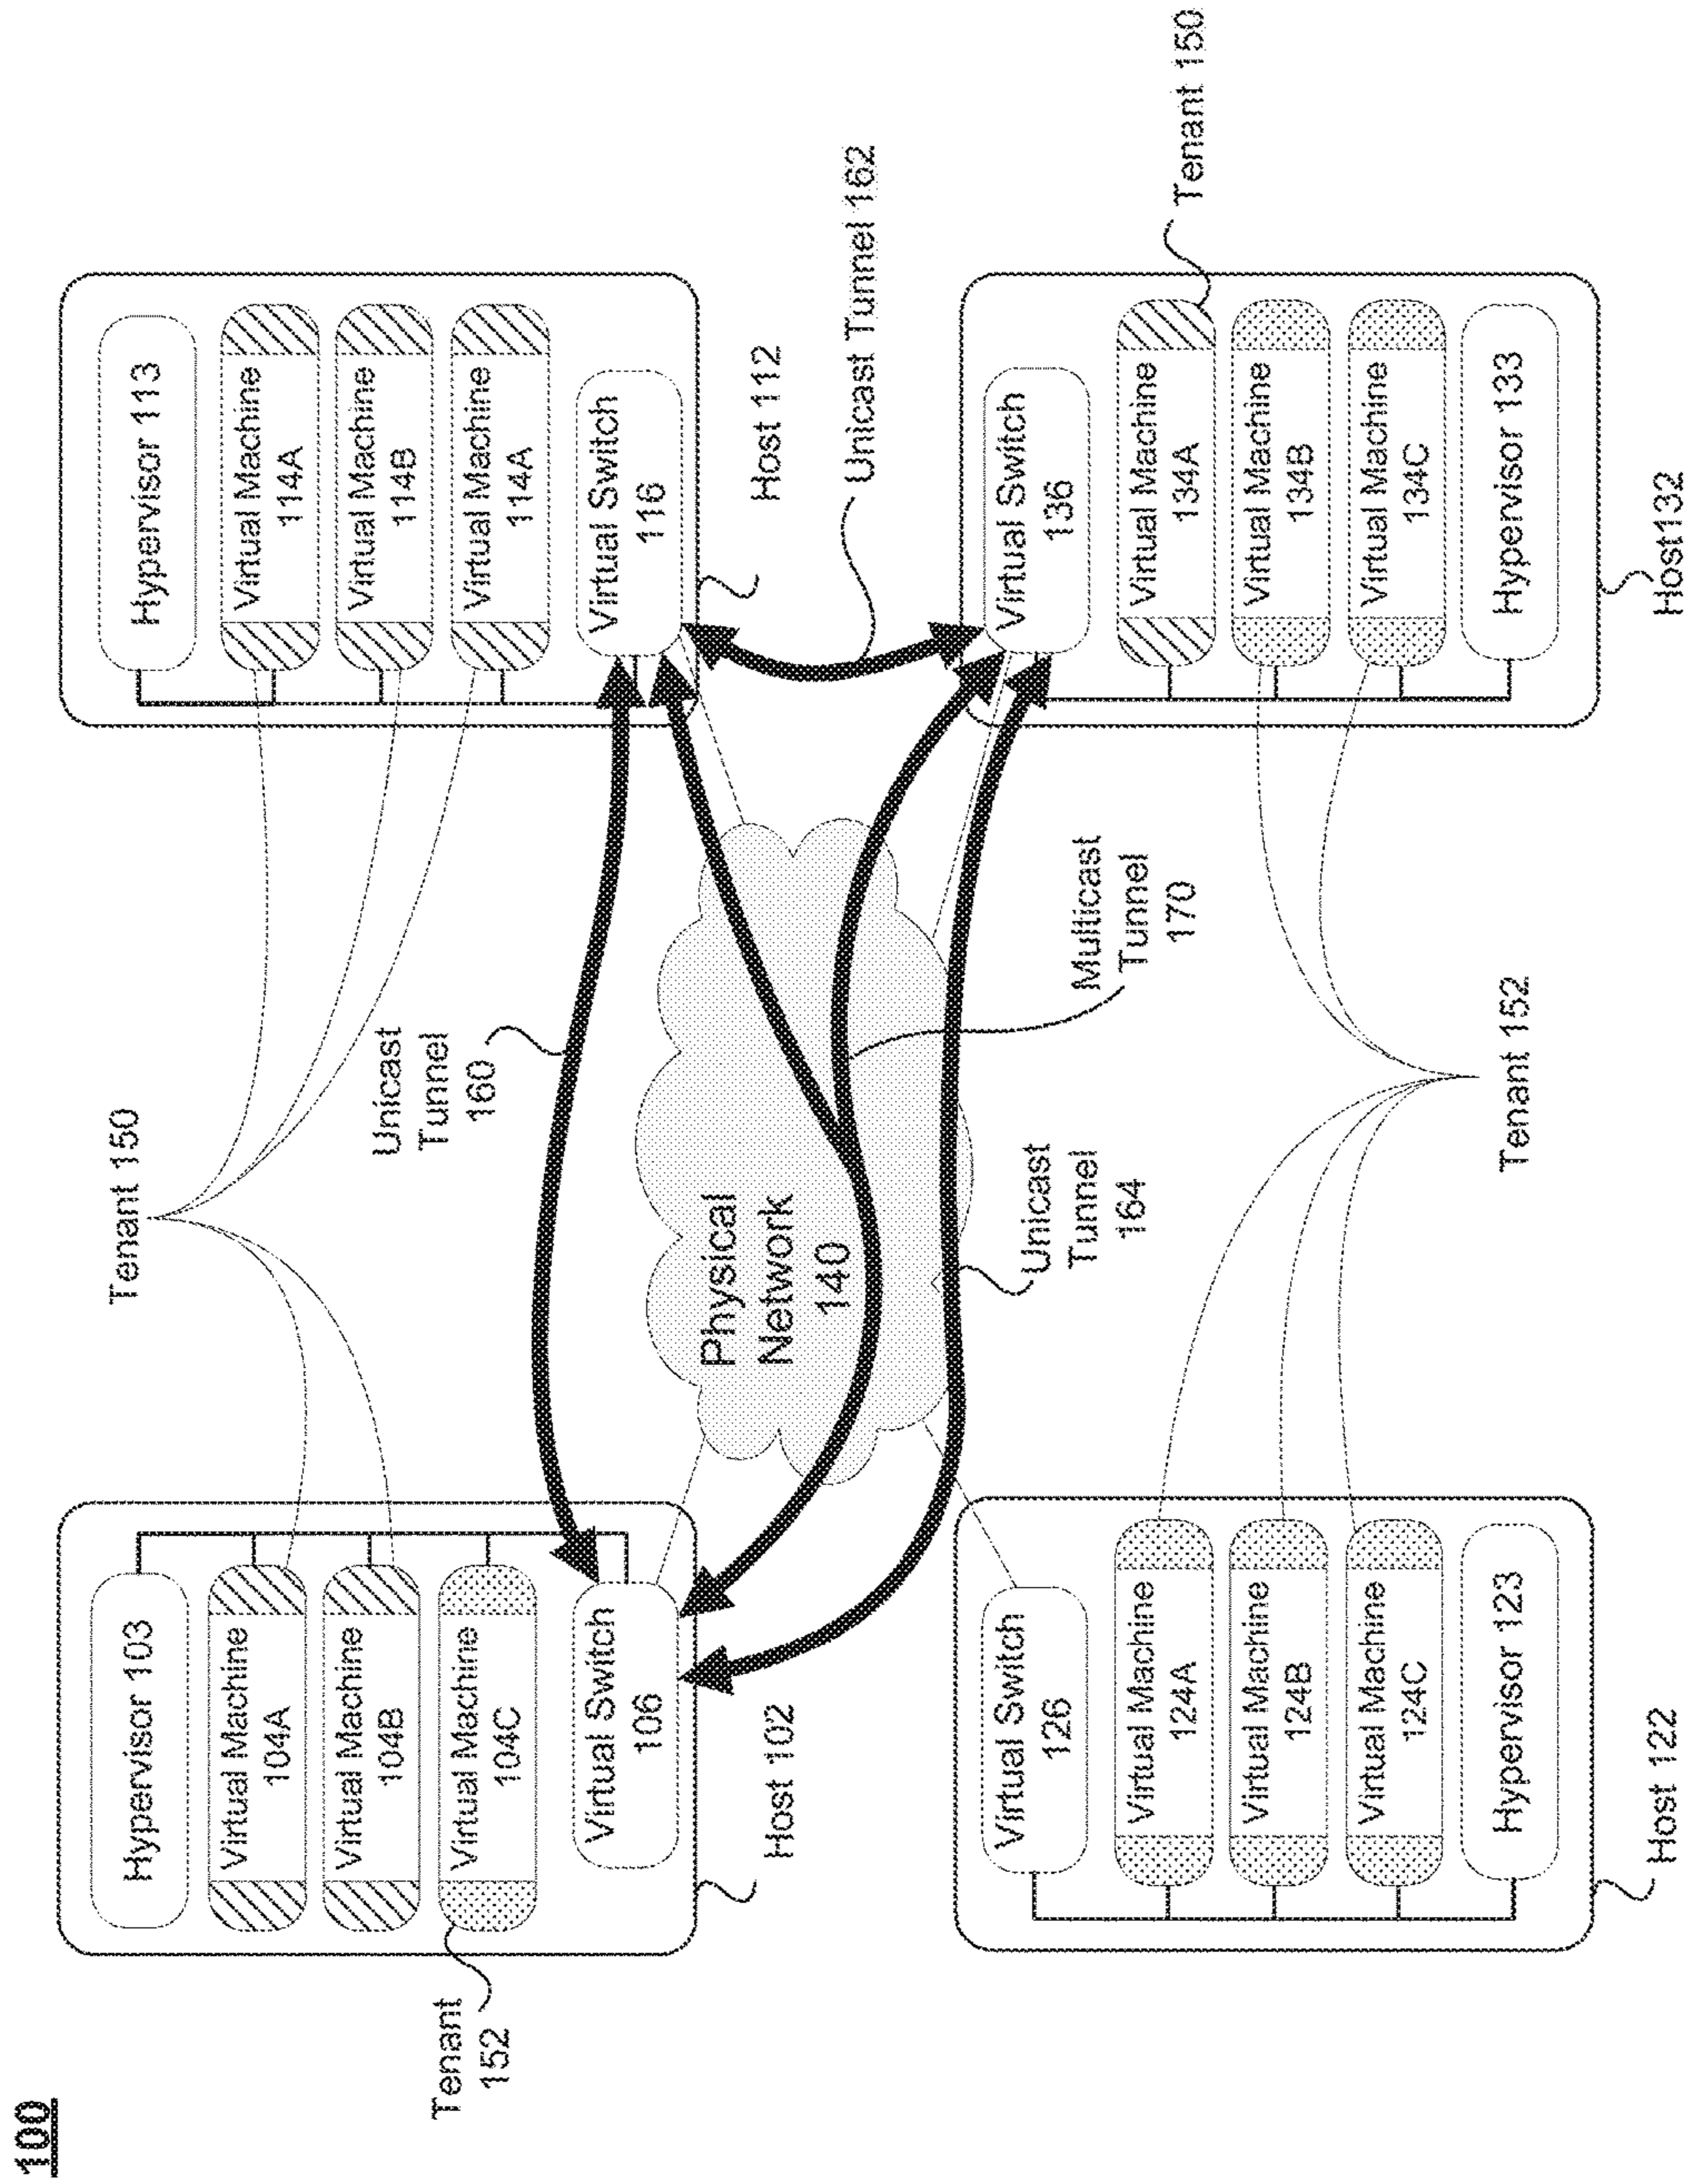 100
Tenant
152
Hypervisor 103
Virtual Machine
104A
Virtual Machine
104B
Virtual Machine
104C
Virtual Switch
106
Host 102
Tenant 150
Hypervisor 113
Virtual Machine
114A
Virtual Machine
114B
Virtual Machine
114A
Virtual Switch
116
Host 112
Unicast
Tunnel
160
Physical
Network
140
Unicast Tunnel 162
Multicast
Tunnel
170
Unicast
Tunnel
164
Virtual Switch
126
Virtual Machine
124A
Virtual Machine
124B
Virtual Machine
124C
Hypervisor 123
Host 122
Tenant 152
Virtual Switch
136
Virtual Machine
134A
Virtual Machine
134B
Virtual Machine
134C
Hypervisor 133
Host132
Tenant 150